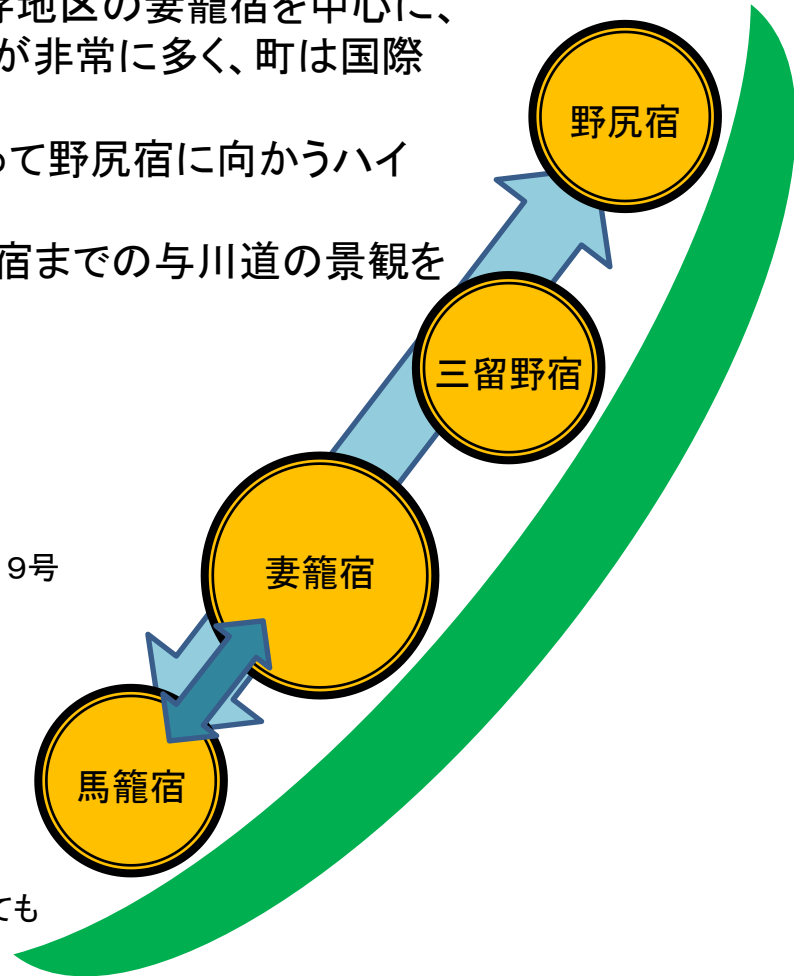 字地区の妻籠宿を中心に、
が非常に多く、町は国際
って野尻宿に向かうハイ
宿までの与川道の景観を
野尻宿
三留野宿
9号
妻籠宿
馬籠宿
ても